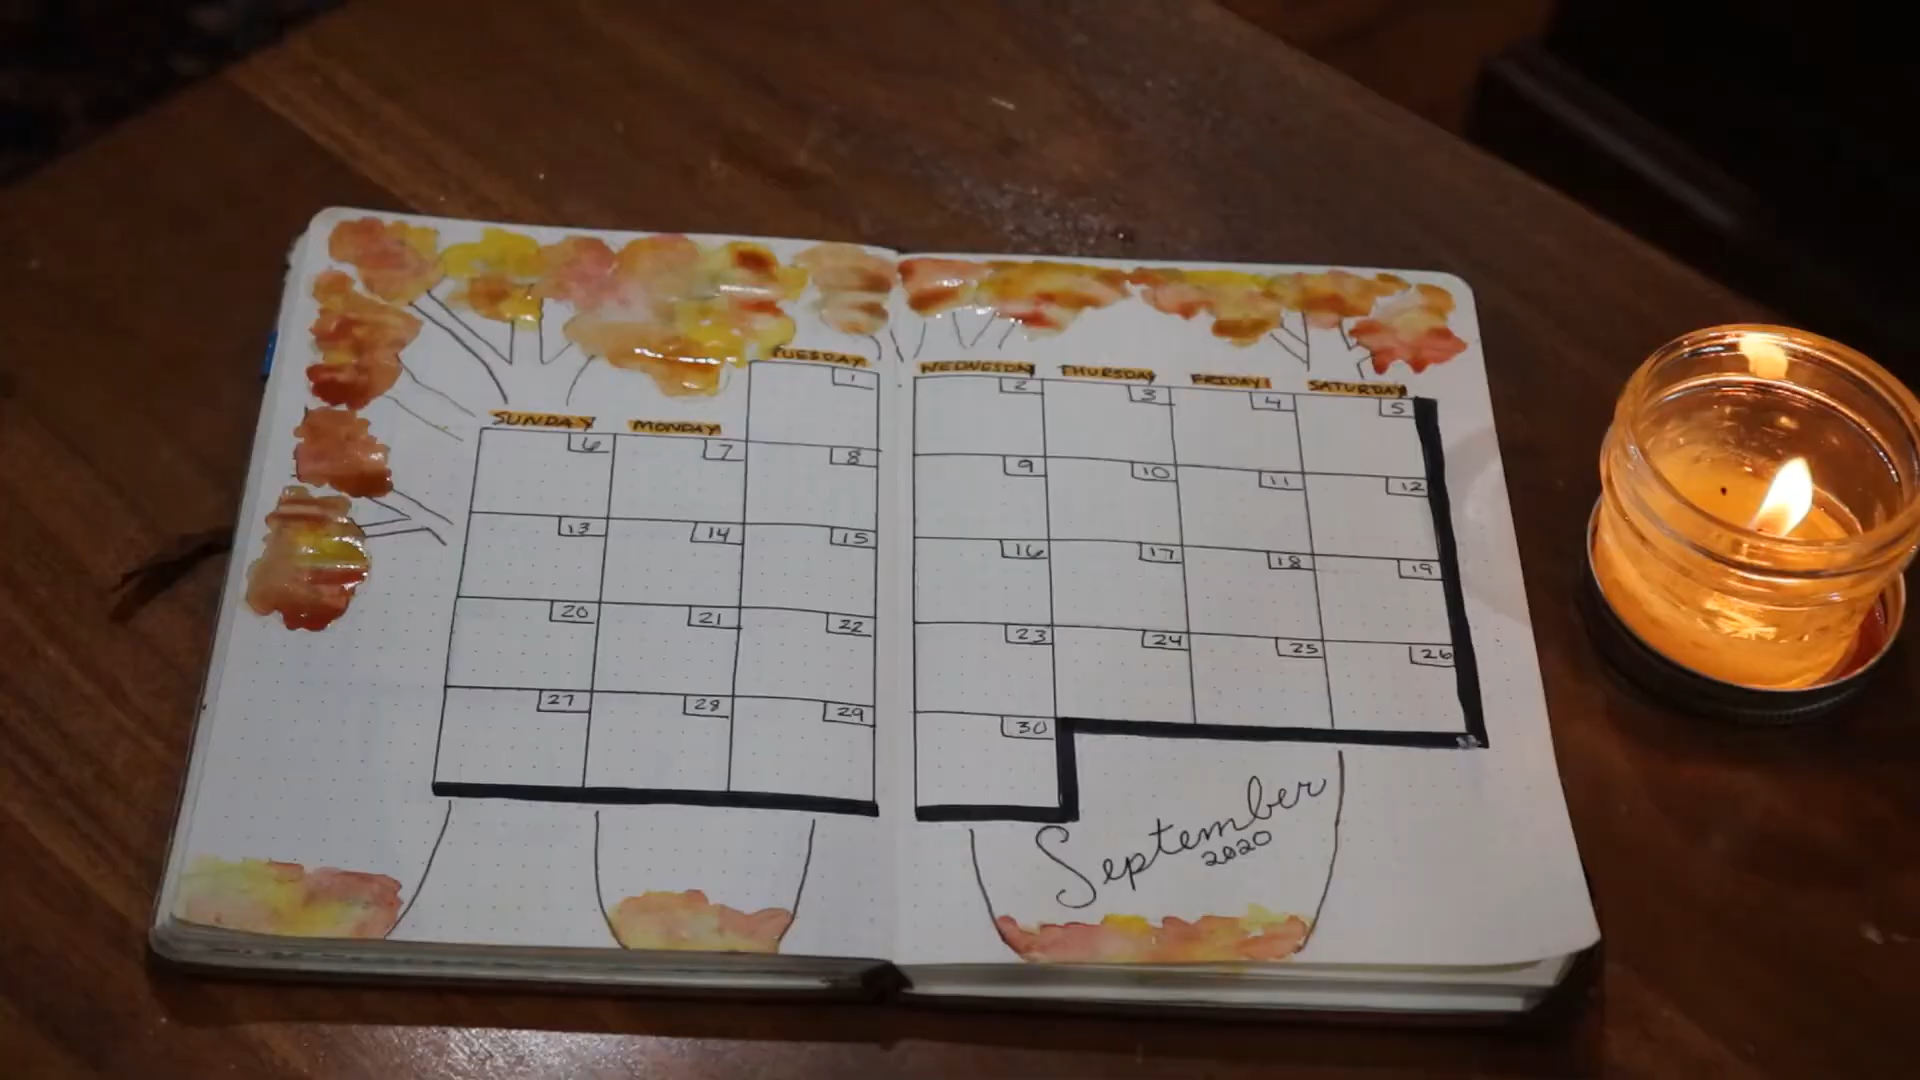 TUESDAY
WEDNESDAY THURSDAY FRIDAY SATURDAY
SUNDAY MONDAY
1 2 3 4 5
6 7 8 9 10 11 12
13 14 15 16 17 18 19
20 21 22 23 24 25 26
27 28 29 30
September
2020